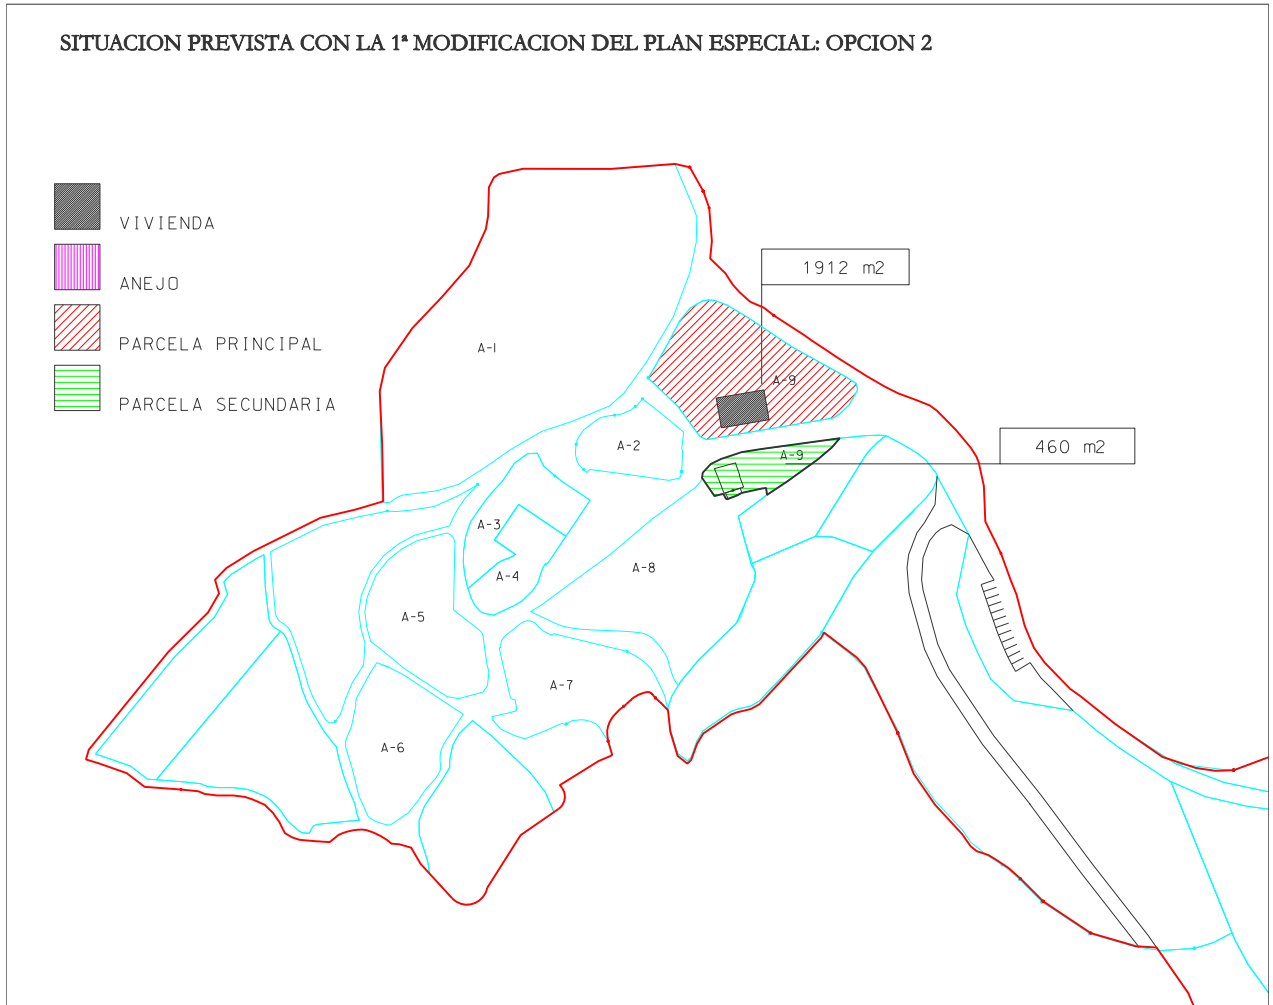 SITUACION PREVISTA CON LA 1ª MODIFICACION DEL PLAN ESPECIAL: OPCION 2
VIVIENDA
ANEJO
PARCELA PRINCIPAL
PARCELA SECUNDARIA
1912 m2
A-1
A-9
A-2
460 m2
A-9
A-3
A-8
A-4
A-5
A-7
A-6